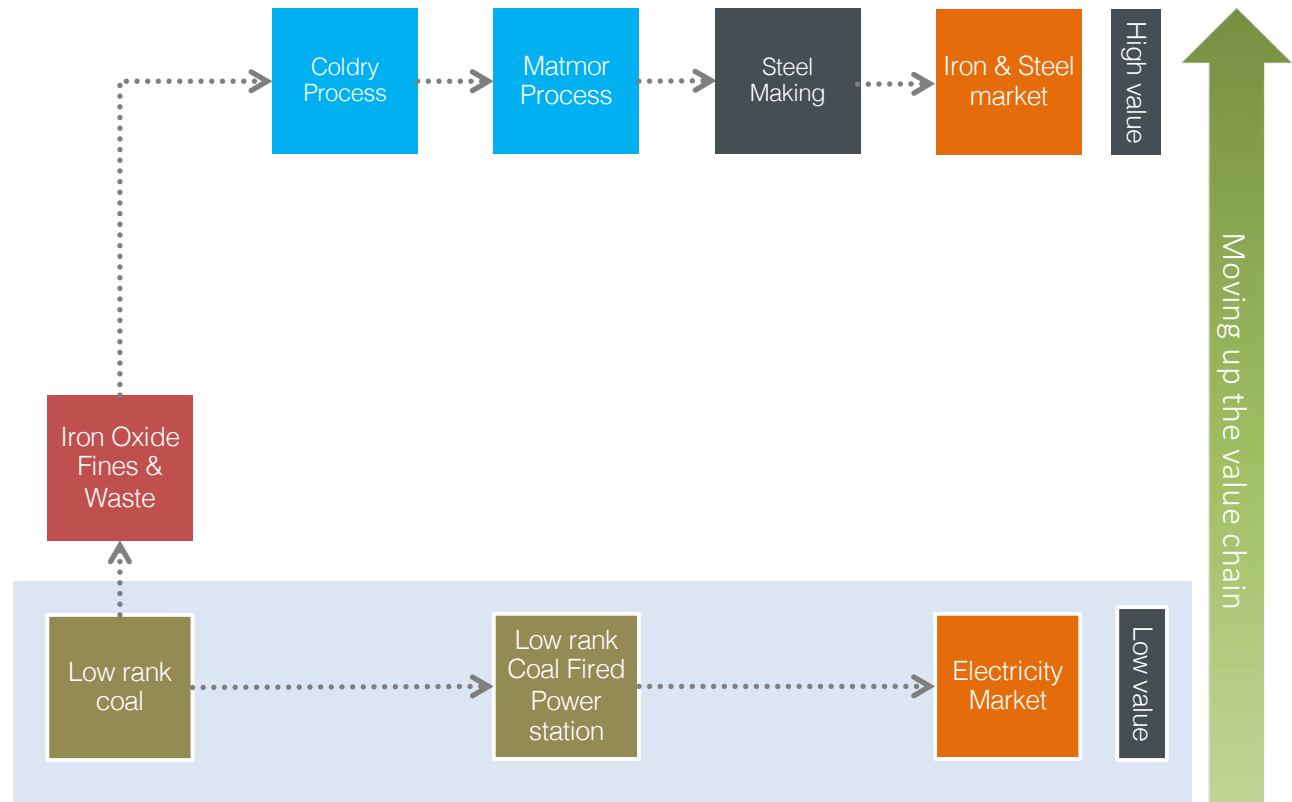 Coldry
Process
Matmor
Process
Steel
Making
Iron & Steel
market
High value
Moving up the value chain
Iron Oxide
Fines &
Waste
Low rank
coal
Low rank
Coal Fired
Power
station
Electricity
Market
Low value